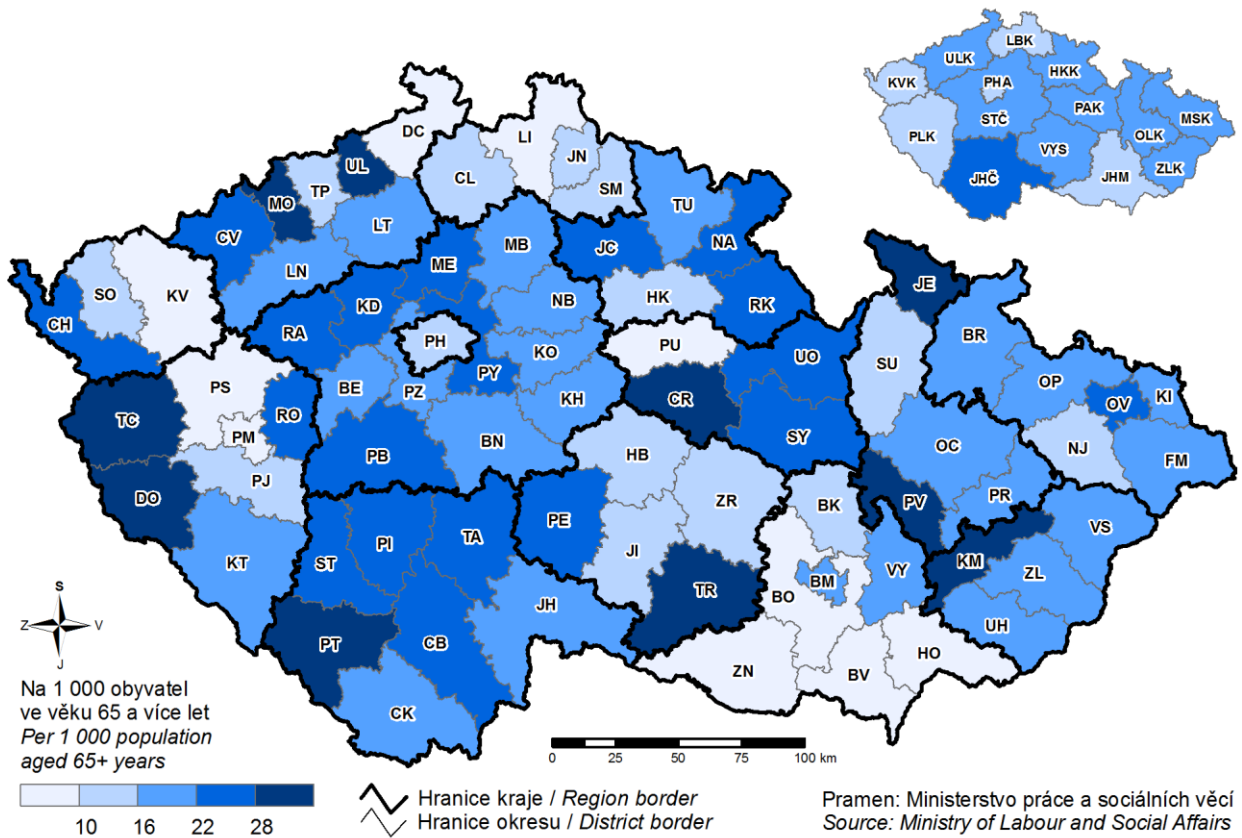 DC
LI
JN
SM
UL
TP
MO
CL
CV
LT
TU
LN
MB
JC
NA
ME
SO
KV
CH
KD
NB
HK
RK
RA
PH
KO
PU
UO
BE
PZ
PY
KH
CR
SY
PS
RO
TC
PM
PB
BN
PJ
DO
KT
HB
ZR
BK
ST
PI
TA
PE
JI
TR
BO
BM
VY
JH
PT
CB
CK
ZN
BV
HO
JE
BR
SU
OP
OV
KI
OC
NJ
FM
PV
PR
VS
KM
ZL
UH
LBK
ULK
HKK
KVK
PHA
PAK
MSK
STČ
OLK
PLK
VYS
ZLK
JHČ
JHM
S
Z V
J
Na 1 000 obyvatel
ve věku 65 a více let
Per 1 000 population
aged 65+ years
10 16 22 28
0 25 50 75 100 km
Hranice kraje / Region border
Hranice okresu / District border
Pramen: Ministerstvo práce a sociálních věcí
Source: Ministry of Labour and Social Affairs